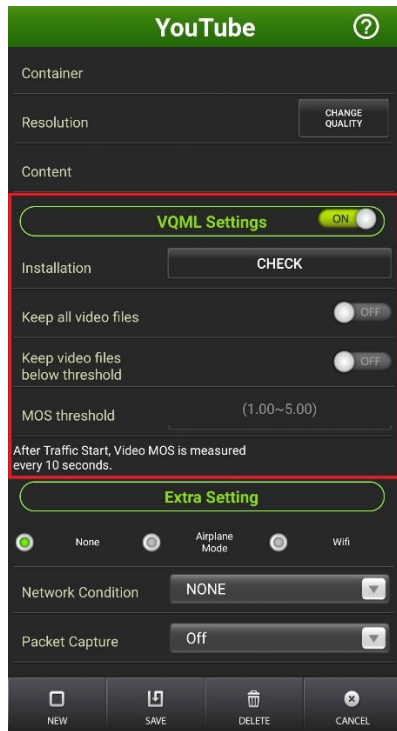 YouTube
Container
Resolution
CHANGE
QUALITY
Content
VQML Settings
ON
Installation
CHECK
Keep all video files
OFF
Keep video files
below threshold
OFF
MOS threshold
(1.00~5.00)
After Traffic Start, Video MOS is measured
every 10 seconds.
Extra Setting
None
Airplane
Mode
Wifi
Network Condition
NONE
Packet Capture
Off
NEW
SAVE
DELETE
CANCEL